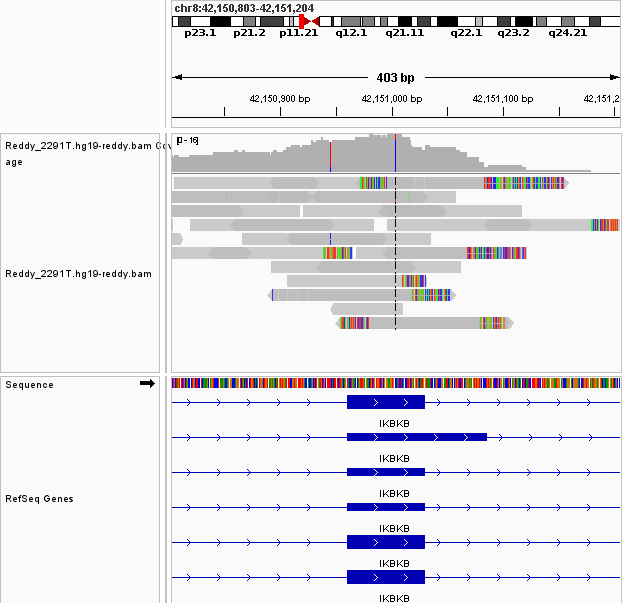 chr8:42,150,803-42,151,204
p23.1 p21.2 p11.21 q12.1 q21.11 q22.1 q23.2 q24.21
403 bp
42,150,900 bp 42,151,000 bp 42,151,100 bp 42,151,2
Reddy_2291T.hg19-reddy.bam Cov
age
[0 - 16]
Reddy_2291T.hg19-reddy.bam
Sequence
IKBKB
IKBKB
IKBKB
RefSeq Genes
IKBKB
IKBKB
IKBKB